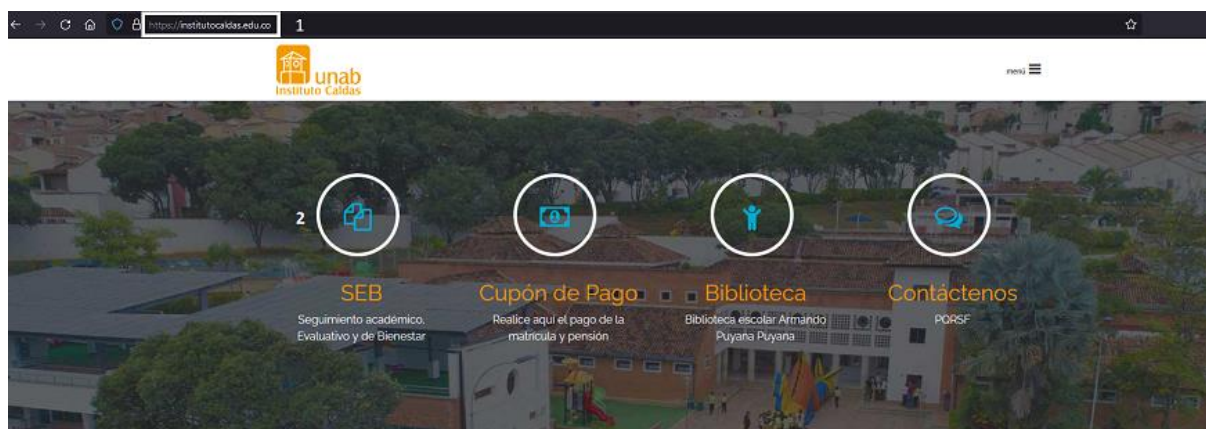 https://institutocaldas.edu.co
1
unab
Instituto Caldas
menú
2
SEB
Seguimiento académico,
Evaluativo y de Bienestar
Cupón de Pago
Realice aquí el pago de la
matrícula y pensión
Biblioteca
Biblioteca escolar Armando
Puyana Puyana
Contáctenos
PQRSF